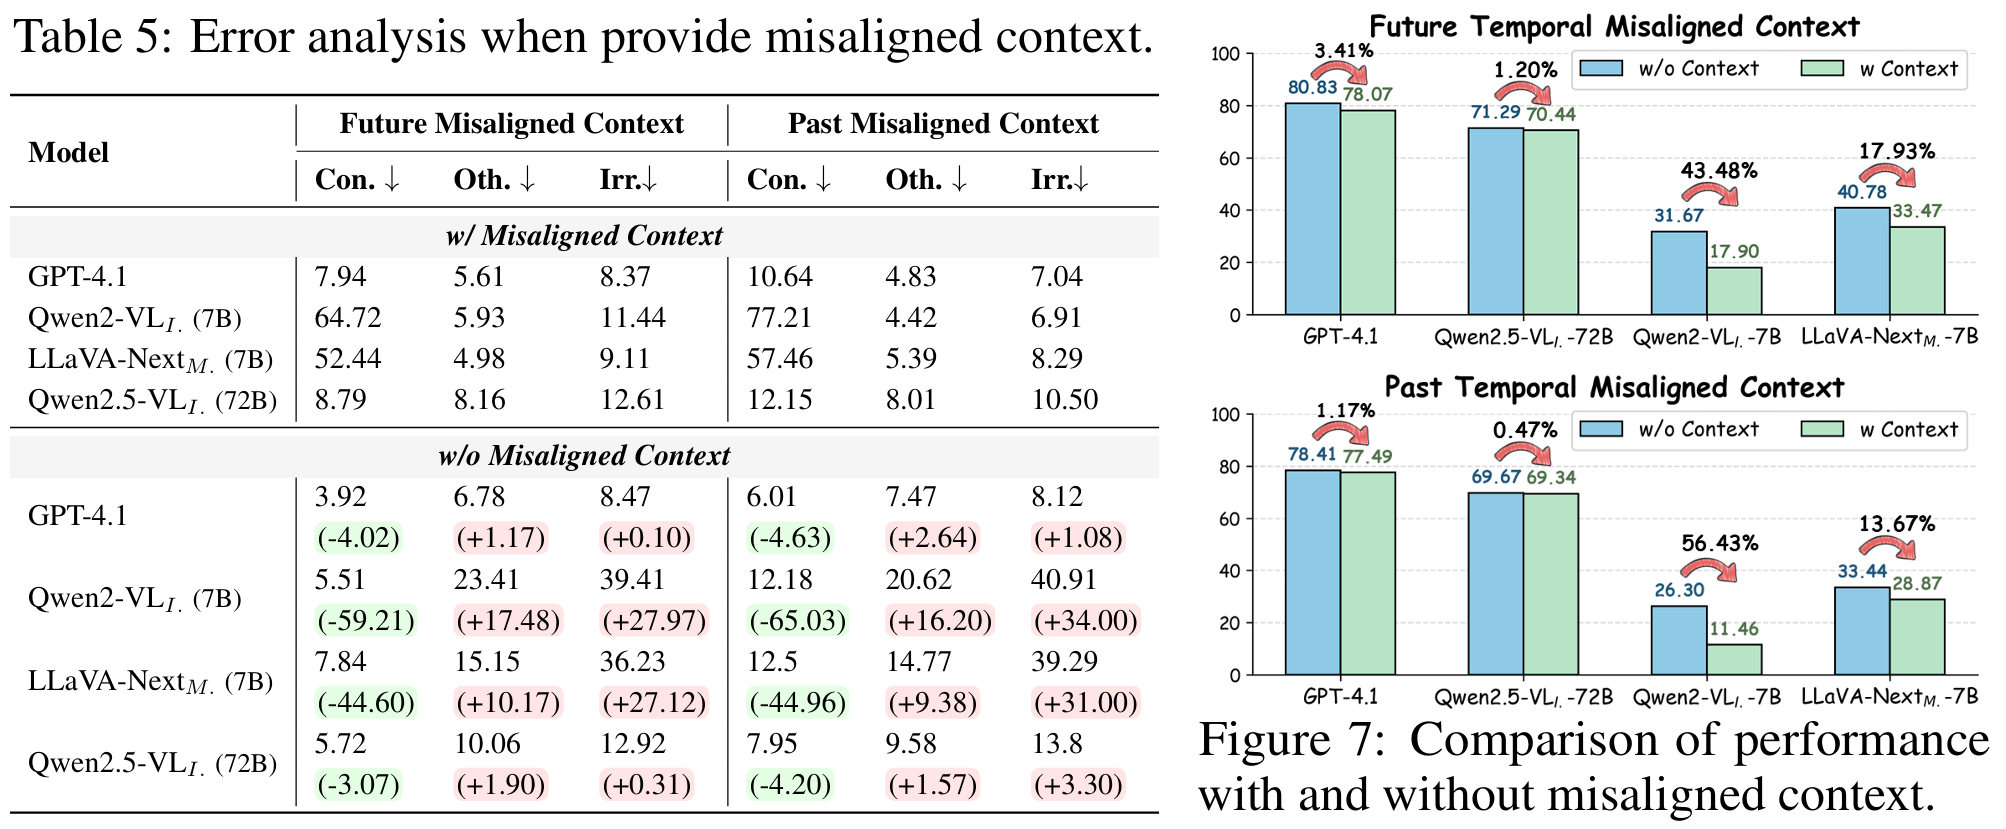 Table 5: Error analysis when provide misaligned context.
Model
Future Misaligned Context
Past Misaligned Context
Con. ↓ Oth. ↓ Irr.↓ Con. ↓ Oth. ↓ Irr.↓
w/ Misaligned Context
GPT-4.1 7.94 5.61 8.37 10.64 4.83 7.04
Qwen2-VL_I. (7B) 64.72 5.93 11.44 77.21 4.42 6.91
LLaVA-Next_M. (7B) 52.44 4.98 9.11 57.46 5.39 8.29
Qwen2.5-VL_I. (72B) 8.79 8.16 12.61 12.15 8.01 10.50
w/o Misaligned Context
GPT-4.1
3.92 6.78 8.47 6.01 7.47 8.12
(-4.02) (+1.17) (+0.10) (-4.63) (+2.64) (+1.08)
Qwen2-VL_I. (7B)
5.51 23.41 39.41 12.18 20.62 40.91
(-59.21) (+17.48) (+27.97) (-65.03) (+16.20) (+34.00)
LLaVA-Next_M. (7B)
7.84 15.15 36.23 12.5 14.77 39.29
(-44.60) (+10.17) (+27.12) (-44.96) (+9.38) (+31.00)
Qwen2.5-VL_I. (72B)
5.72 10.06 12.92 7.95 9.58 13.8
(-3.07) (+1.90) (+0.31) (-4.20) (+1.57) (+3.30)
Future Temporal Misaligned Context
w/o Context w Context
100
80
60
40
20
0
3.41%
80.83 78.07
1.20%
71.29 70.44
43.48%
31.67 17.90
17.93%
40.78 33.47
GPT-4.1 Qwen2.5-VL_I.-72B Qwen2-VL_I.-7B LLaVA-Next_M.-7B
Past Temporal Misaligned Context
w/o Context w Context
100
80
60
40
20
0
1.17%
78.41 77.49
0.47%
69.67 69.34
56.43%
26.30 11.46
13.67%
33.44 28.87
GPT-4.1 Qwen2.5-VL_I.-72B Qwen2-VL_I.-7B LLaVA-Next_M.-7B
Figure 7: Comparison of performance
with and without misaligned context.